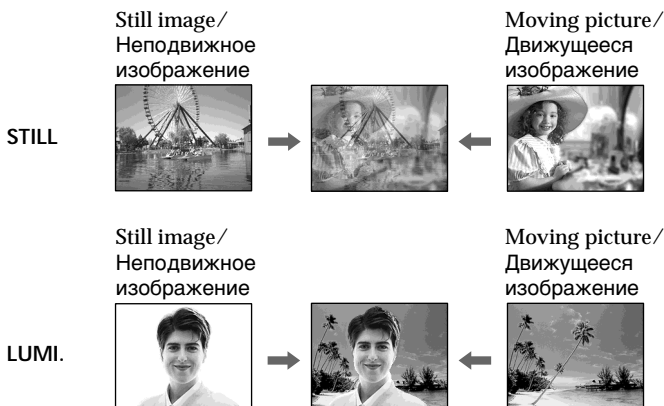 Still image/
Неподвижное
изображение
Moving picture/
Движущееся
изображение
STILL
Still image/
Неподвижное
изображение
Moving picture/
Движущееся
изображение
LUMI.